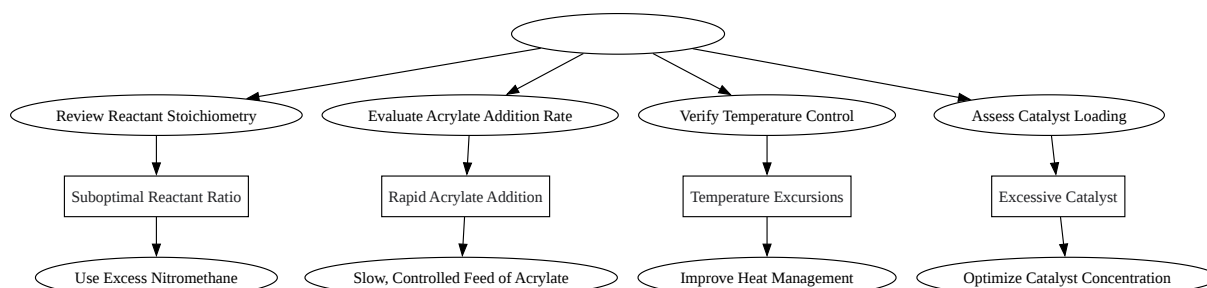 Review Reactant Stoichiometry
Evaluate Acrylate Addition Rate
Verify Temperature Control
Assess Catalyst Loading
Suboptimal Reactant Ratio
Rapid Acrylate Addition
Temperature Excursions
Excessive Catalyst
Use Excess Nitromethane
Slow, Controlled Feed of Acrylate
Improve Heat Management
Optimize Catalyst Concentration